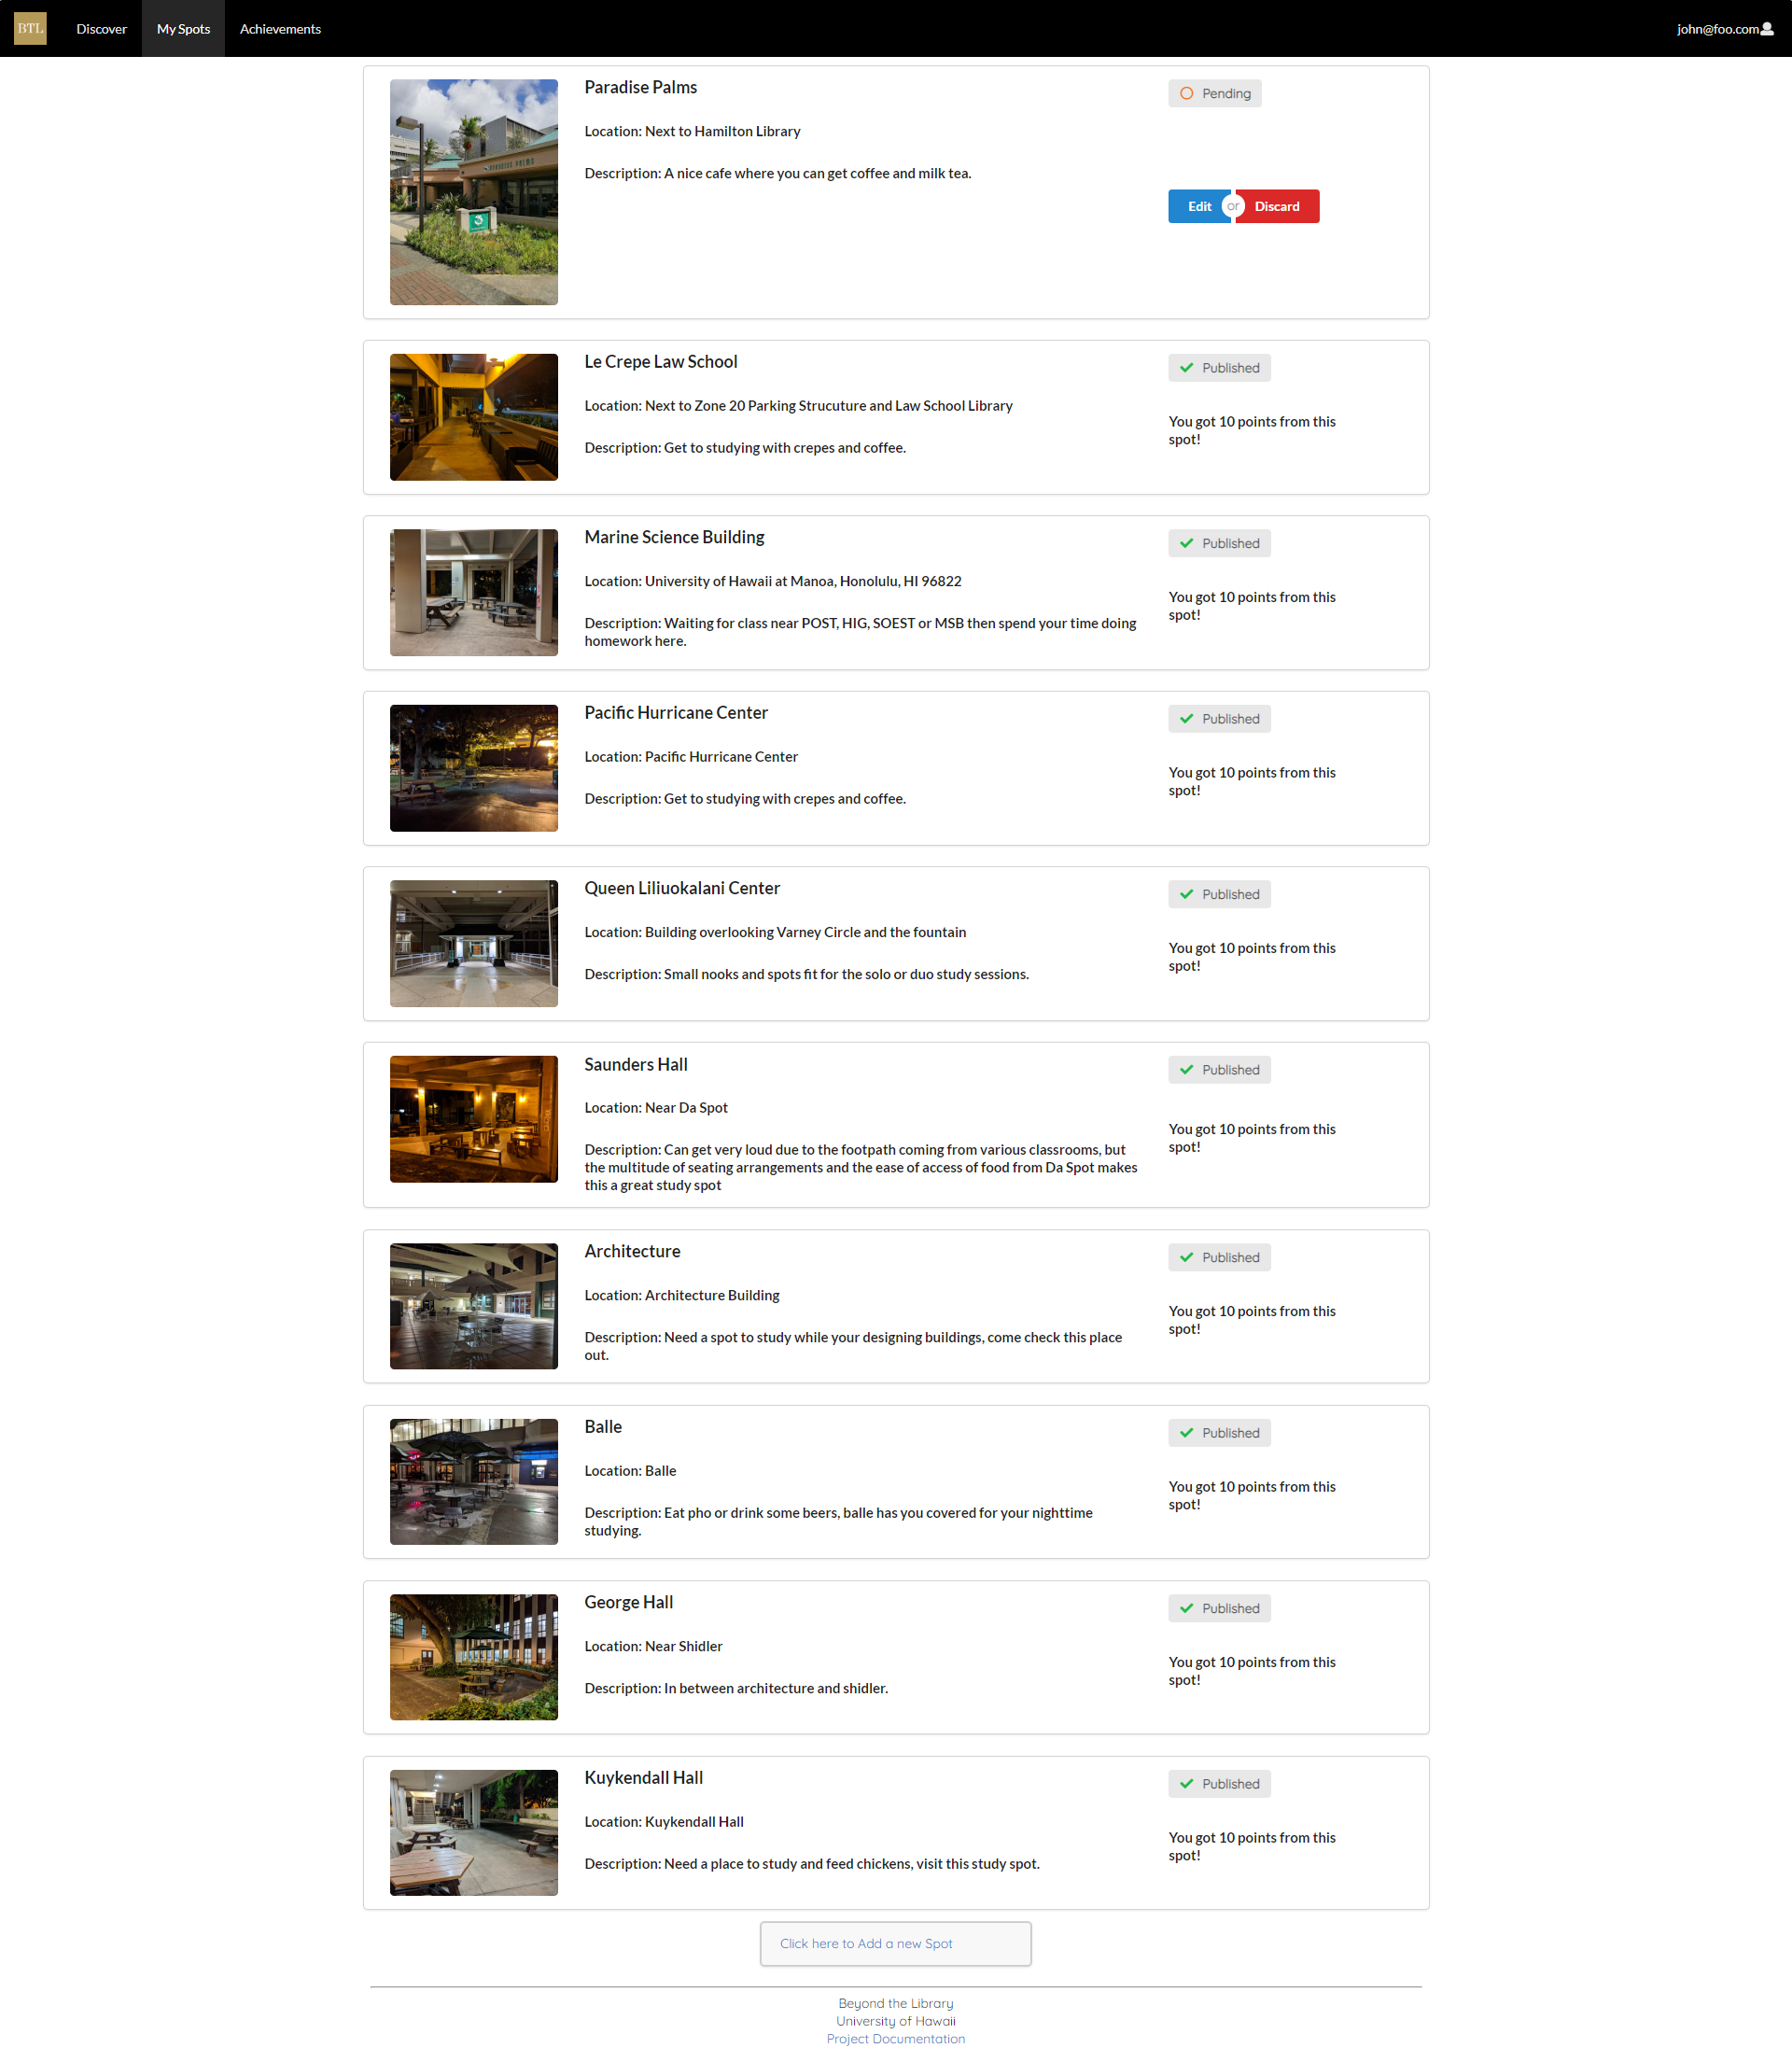 BTL Discover My Spots Achievements john@foo.com
Paradise Palms
Pending
Location: Next to Hamilton Library
Description: A nice cafe where you can get coffee and milk tea.
Edit or Discard
PARADISE PALMS
Le Crepe Law School
Published
Location: Next to Zone 20 Parking Strucuture and Law School Library
Description: Get to studying with crepes and coffee.
You got 10 points from this
spot!
Marine Science Building
Published
Location: University of Hawaii at Manoa, Honolulu, HI 96822
Description: Waiting for class near POST, HIG, SOEST or MSB then spend your time doing
homework here.
You got 10 points from this
spot!
Pacific Hurricane Center
Published
Location: Pacific Hurricane Center
Description: Get to studying with crepes and coffee.
You got 10 points from this
spot!
Queen Liliuokalani Center
Published
Location: Building overlooking Varney Circle and the fountain
Description: Small nooks and spots fit for the solo or duo study sessions.
You got 10 points from this
spot!
Saunders Hall
Published
Location: Near Da Spot
Description: Can get very loud due to the footpath coming from various classrooms, but
the multitude of seating arrangements and the ease of access of food from Da Spot makes
this a great study spot
You got 10 points from this
spot!
Architecture
Published
Location: Architecture Building
Description: Need a spot to study while your designing buildings, come check this place
out.
You got 10 points from this
spot!
Balle
Published
Location: Balle
Description: Eat pho or drink some beers, balle has you covered for your nighttime
studying.
You got 10 points from this
spot!
George Hall
Published
Location: Near Shidler
Description: In between architecture and shidler.
You got 10 points from this
spot!
Kuykendall Hall
Published
Location: Kuykendall Hall
Description: Need a place to study and feed chickens, visit this study spot.
You got 10 points from this
spot!
Click here to Add a new Spot
Beyond the Library
University of Hawaii
Project Documentation